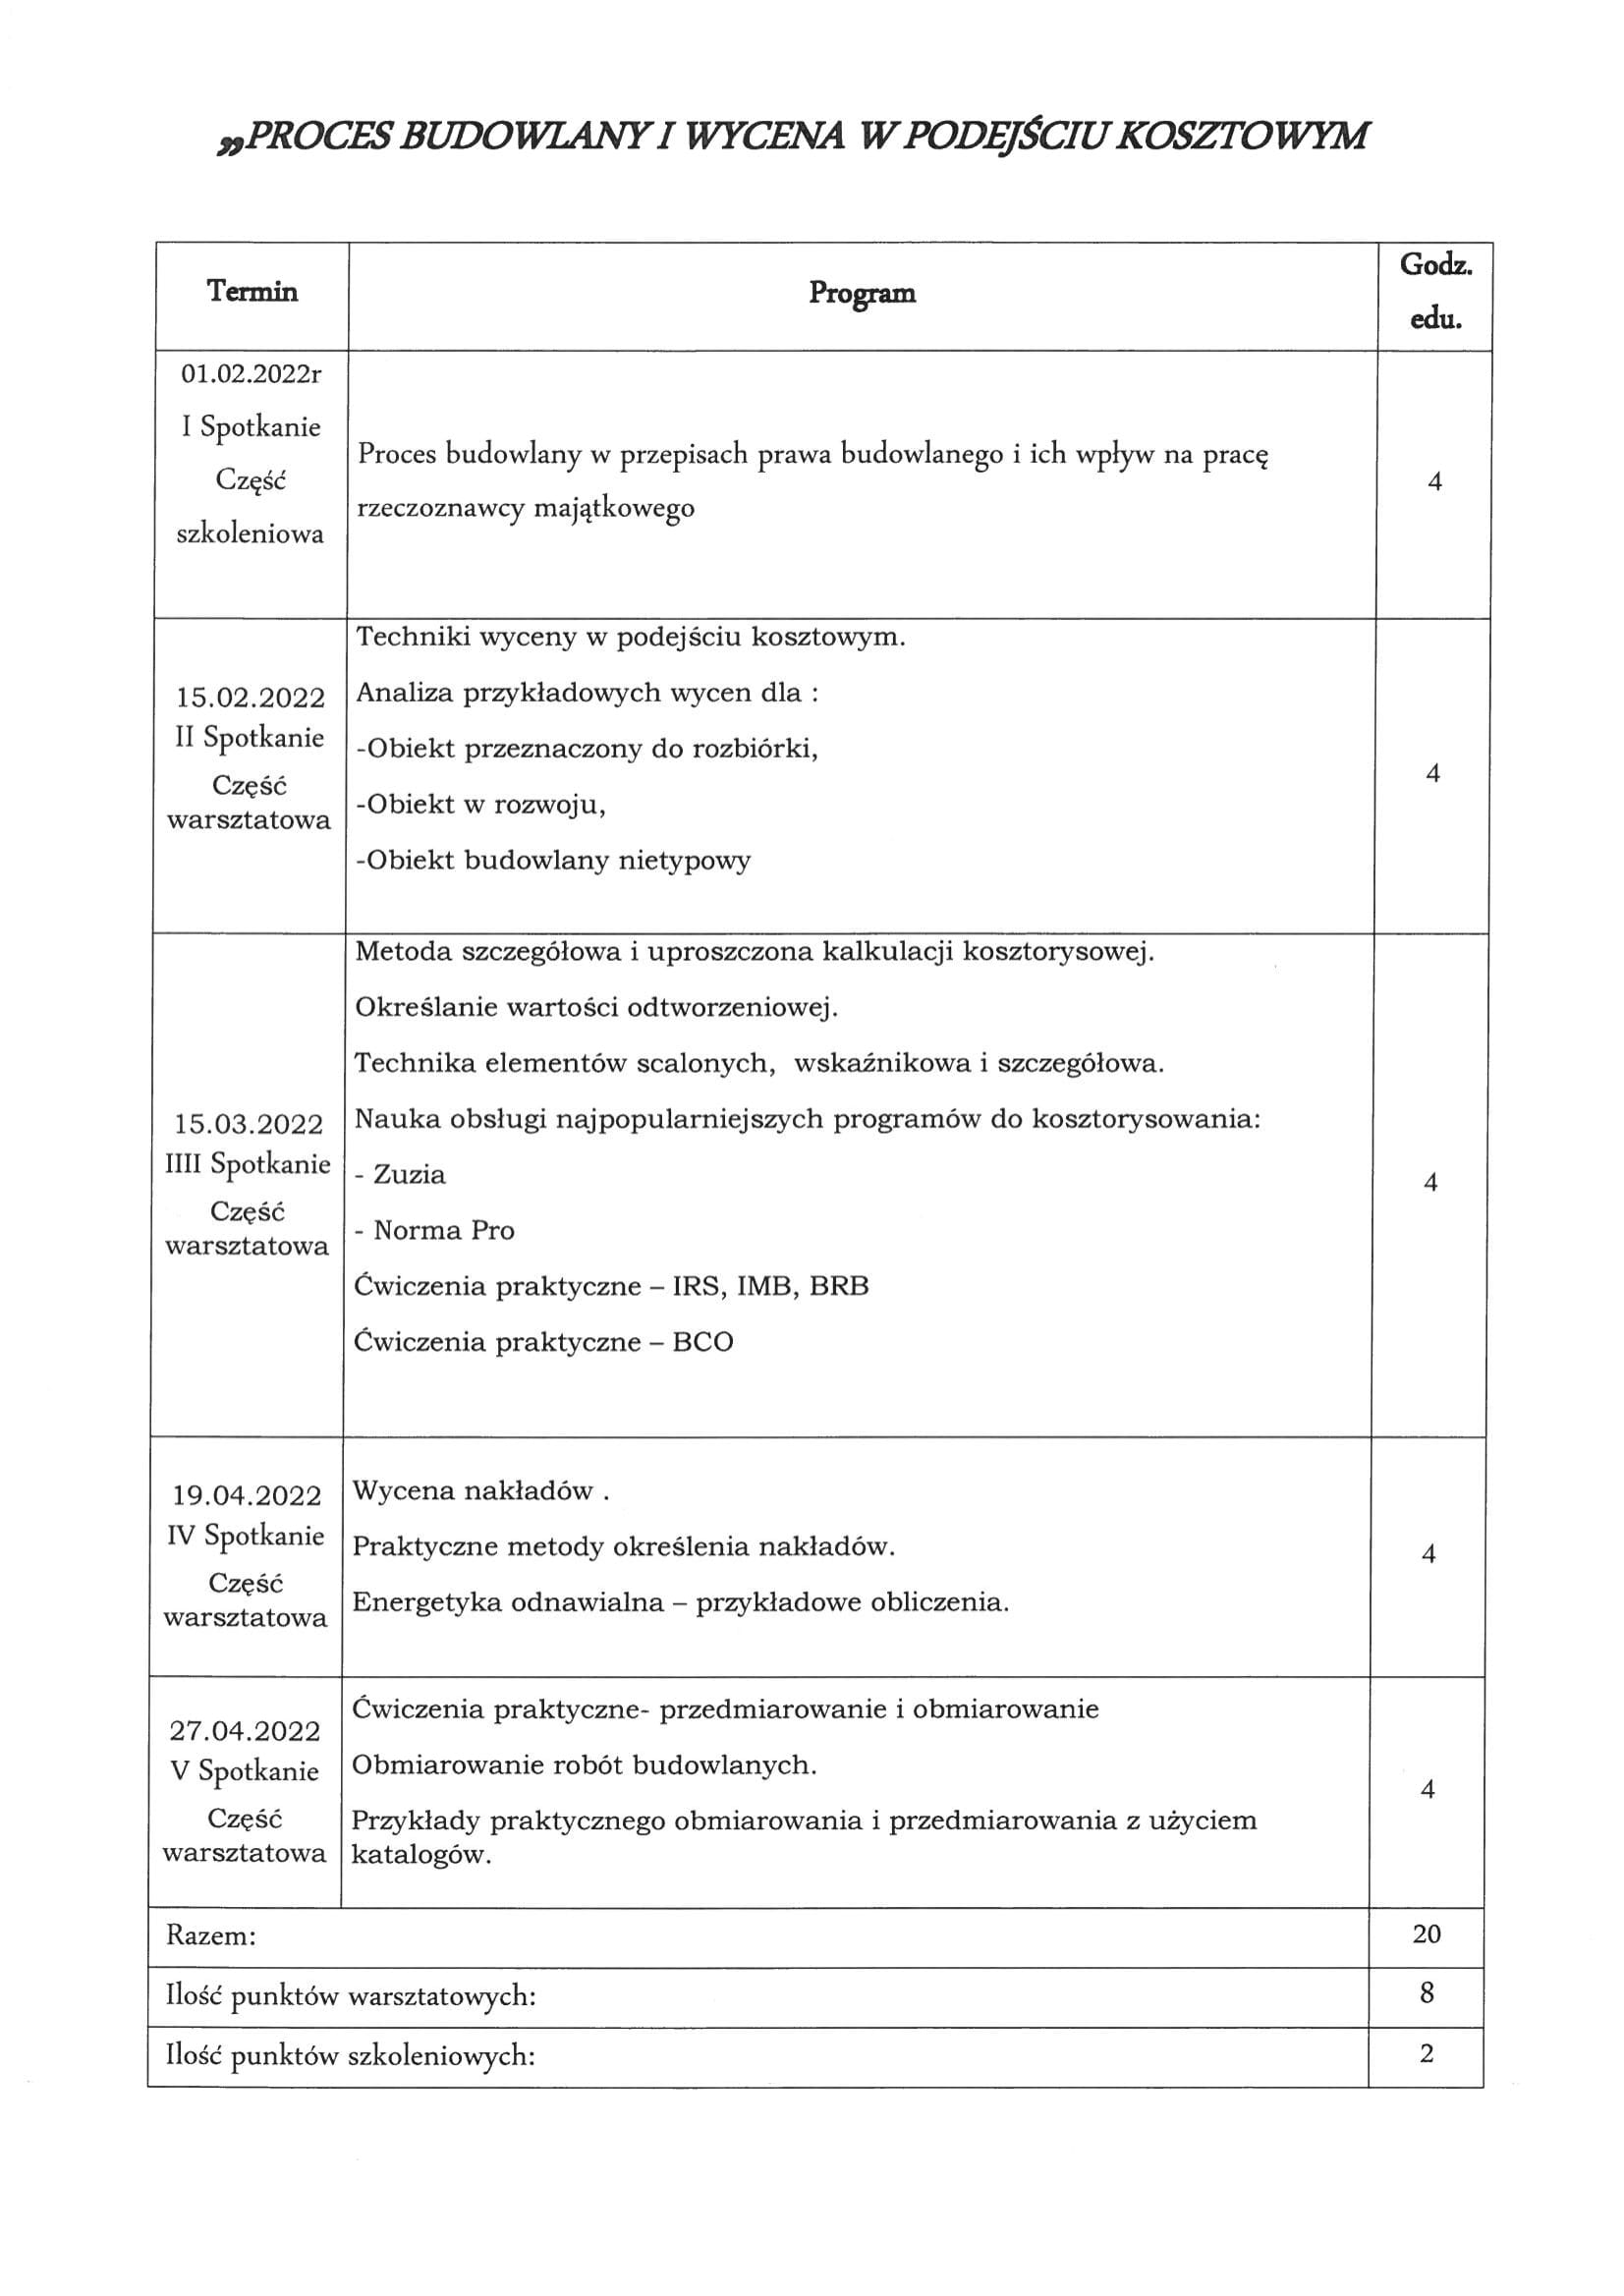 „PROCES BUDOWLANY I WYCENA W PODEJŚCIU KOSZTOWYM
Termin
Program
Godz.
edu.
01.02.2022r
I Spotkanie
Część
szkoleniowa
Proces budowlany w przepisach prawa budowlanego i ich wpływ na pracę
rzeczoznawcy majątkowego
4
15.02.2022
II Spotkanie
Część
warsztatowa
Techniki wyceny w podejściu kosztowym.
Analiza przykładowych wycen dla :
-Obiekt przeznaczony do rozbiórki,
-Obiekt w rozwoju,
-Obiekt budowlany nietypowy
4
15.03.2022
IIII Spotkanie
Część
warsztatowa
Metoda szczegółowa i uproszczona kalkulacji kosztorysowej.
Określanie wartości odtworzeniowej.
Technika elementów scalonych, wskaźnikowa i szczegółowa.
Nauka obsługi najpopularniejszych programów do kosztorysowania:
- Zuzia
- Norma Pro
Ćwiczenia praktyczne – IRS, IMB, BRB
Ćwiczenia praktyczne – BCO
4
19.04.2022
IV Spotkanie
Część
warsztatowa
Wycena nakładów .
Praktyczne metody określenia nakładów.
Energetyka odnawialna – przykładowe obliczenia.
4
27.04.2022
V Spotkanie
Część
warsztatowa
Ćwiczenia praktyczne- przedmiarowanie i obmiarowanie
Obmiarowanie robót budowlanych.
Przykłady praktycznego obmiarowania i przedmiarowania z użyciem
katalogów.
4
Razem:
20
Ilość punktów warsztatowych:
8
Ilość punktów szkoleniowych:
2